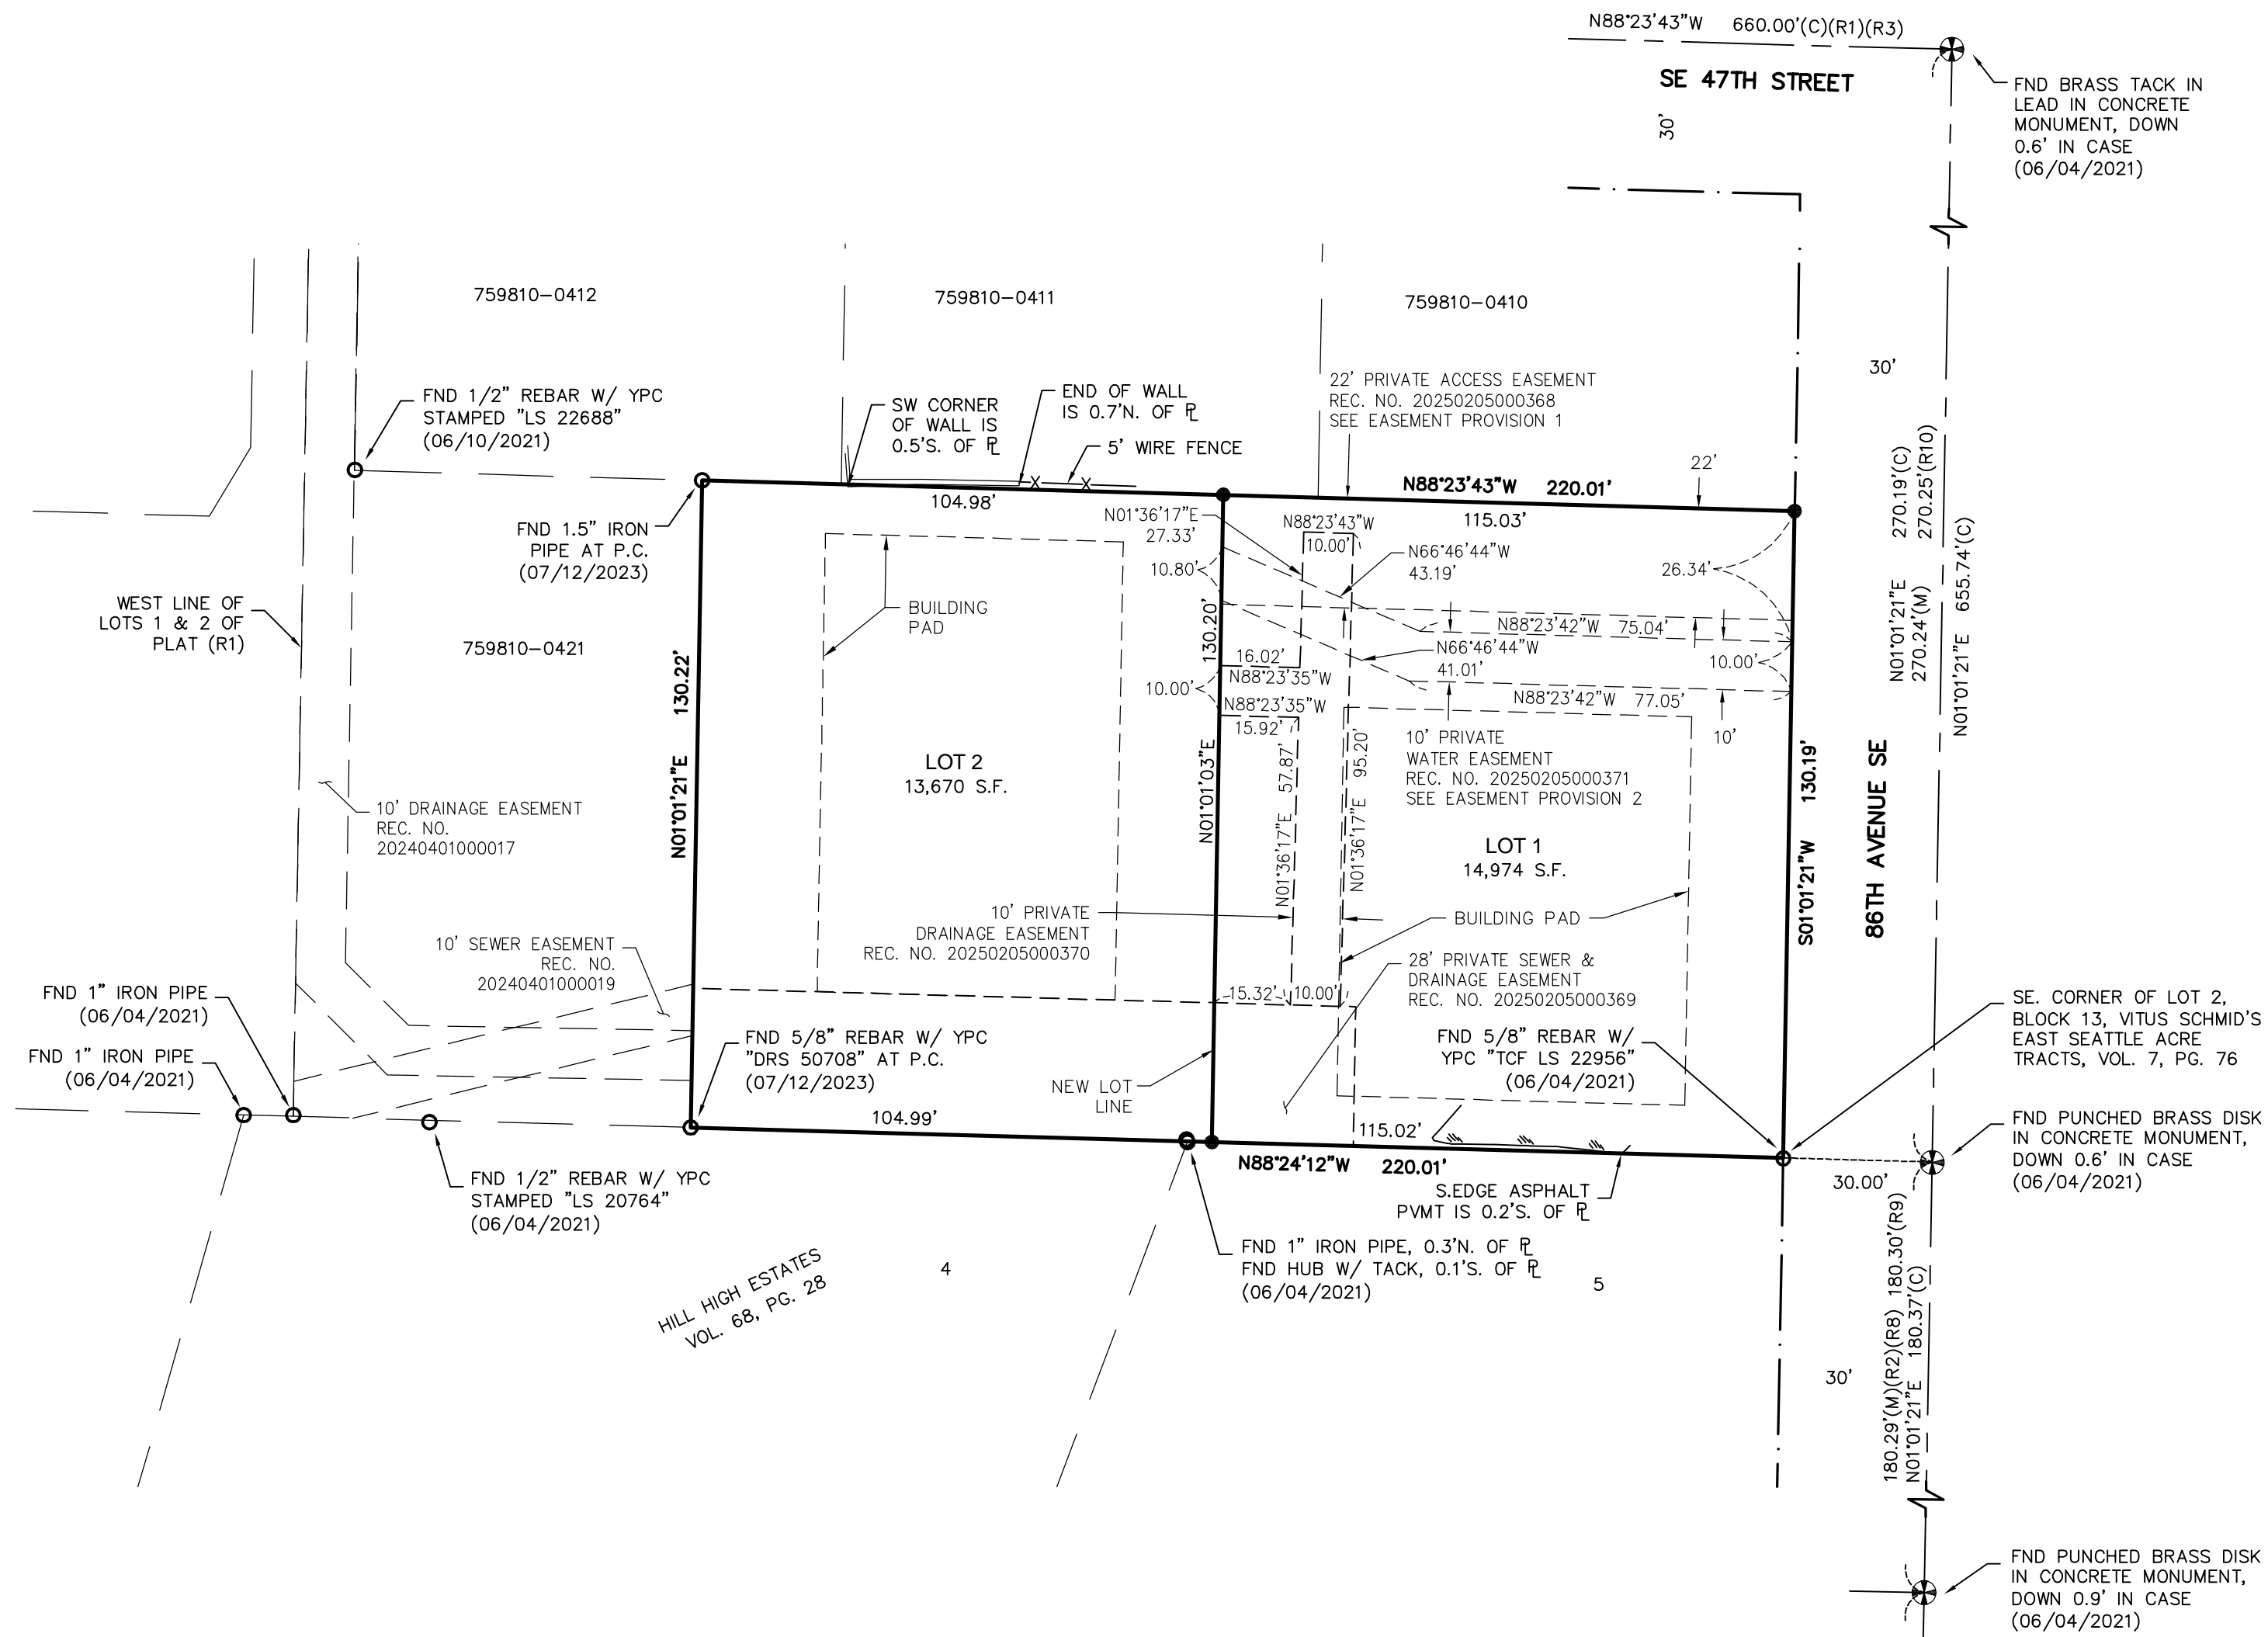 N88°23'43"W 660.00'(C)(R1)(R3)
SE 47TH STREET
30'
FND BRASS TACK IN
LEAD IN CONCRETE
MONUMENT, DOWN
0.6' IN CASE
(06/04/2021)
759810-0412
759810-0411
759810-0410
30'
22' PRIVATE ACCESS EASEMENT
REC. NO. 20250205000368
SEE EASEMENT PROVISION 1
FND 1/2" REBAR W/ YPC
STAMPED "LS 22688"
(06/10/2021)
SW CORNER
OF WALL IS
0.5'S. OF ℄
END OF WALL
IS 0.7'N. OF ℄
5' WIRE FENCE
22'
N88°23'43"W 220.01'
104.98'
115.03'
270.19'(C)
270.25'(R10)
N01°01'21"E
270.24'(M)
N01°01'21"E 655.74'(C)
FND 1.5" IRON
PIPE AT P.C.
(07/12/2023)
N01°36'17"E
27.33'
N88°23'43"W
10.00'
N66°46'44"W
43.19'
10.80'
26.34'
WEST LINE OF
LOTS 1 & 2 OF
PLAT (R1)
BUILDING
PAD
130.20'
N88°23'42"W 75.04'
759810-0421
N66°46'44"W
41.01'
16.02'
N88°23'35"W
10.00'
10.00'
N88°23'42"W 77.05'
N88°23'35"W
15.92'
130.22'
N01°01'21"E
10' PRIVATE
WATER EASEMENT
REC. NO. 20250205000371
SEE EASEMENT PROVISION 2
10'
LOT 2
13,670 S.F.
N01°01'03"E
N01°36'17"E 57.87'
N01°36'17"E 95.20'
130.19'
S01°01'21"W
86TH AVENUE SE
10' DRAINAGE EASEMENT
REC. NO.
20240401000017
LOT 1
14,974 S.F.
10' PRIVATE
DRAINAGE EASEMENT
REC. NO. 20250205000370
BUILDING PAD
10' SEWER EASEMENT
REC. NO.
20240401000019
28' PRIVATE SEWER &
DRAINAGE EASEMENT
REC. NO. 20250205000369
15.32'
10.00'
FND 1" IRON PIPE
(06/04/2021)
FND 1" IRON PIPE
(06/04/2021)
FND 5/8" REBAR W/ YPC
"DRS 50708" AT P.C.
(07/12/2023)
FND 5/8" REBAR W/
YPC "TCF LS 22956"
(06/04/2021)
SE. CORNER OF LOT 2,
BLOCK 13, VITUS SCHMID'S
EAST SEATTLE ACRE
TRACTS, VOL. 7, PG. 76
NEW LOT
LINE
104.99'
115.02'
N88°24'12"W 220.01'
FND PUNCHED BRASS DISK
IN CONCRETE MONUMENT,
DOWN 0.6' IN CASE
(06/04/2021)
30.00'
FND 1/2" REBAR W/ YPC
STAMPED "LS 20764"
(06/04/2021)
S.EDGE ASPHALT
PVMT IS 0.2'S. OF ℄
FND 1" IRON PIPE, 0.3'N. OF ℄
FND HUB W/ TACK, 0.1'S. OF ℄
(06/04/2021)
HILL HIGH ESTATES
VOL. 68, PG. 28
4
5
180.29'(M)(R2)(R8) 180.30'(R9)
N01°01'21"E 180.37'(C)
30'
FND PUNCHED BRASS DISK
IN CONCRETE MONUMENT,
DOWN 0.9' IN CASE
(06/04/2021)